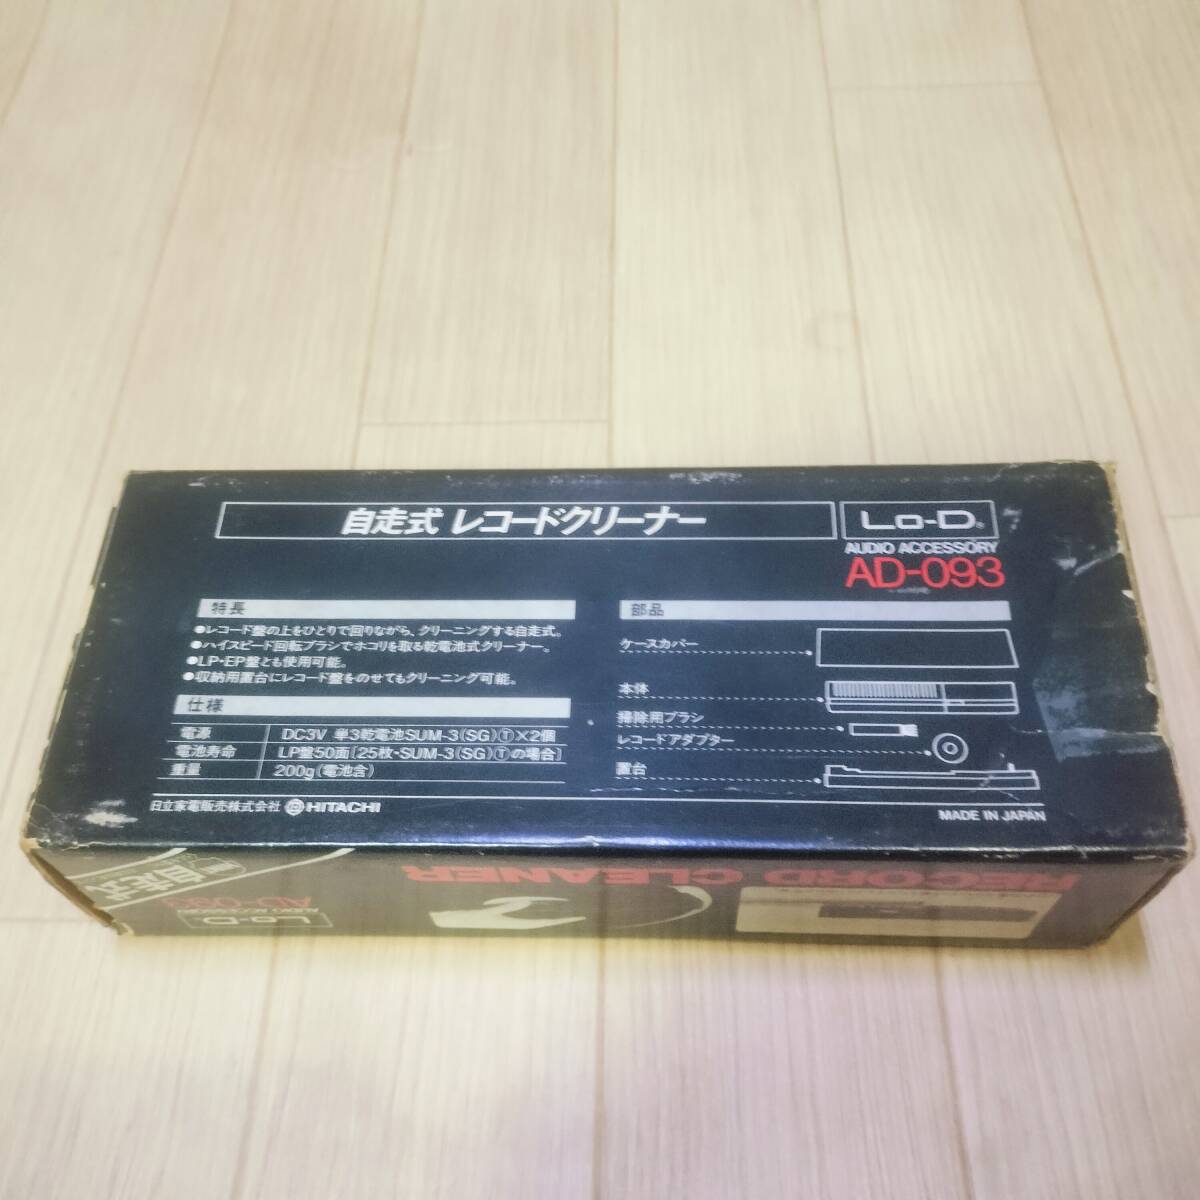 自走式 レコードクリーナー
Lo-D®
AUDIO ACCESSORY
AD-093
特長
●レコード盤の上をひとりで回りながら、クリーニングする自走式。
●ハイスピード回転ブラシでホコリを取る乾電池式クリーナー。
●LP・EP盤とも使用可能。
●収納用置台にレコード盤をのせてもクリーニング可能。
仕様
電源 DC3V 単3乾電池SUM-3(SG)Ⓣ×2個
電池寿命 LP盤50面[25枚・SUM-3(SG)Ⓣの場合]
重量 200g(電池含)
部品
ケースカバー
本体
掃除用ブラシ
レコードアダプター
置台
日立家電販売株式会社 HITACHI
MADE IN JAPAN
RECORD CLEANER
自走式
AD-093
AUDIO ACCESSORY
Lo-D